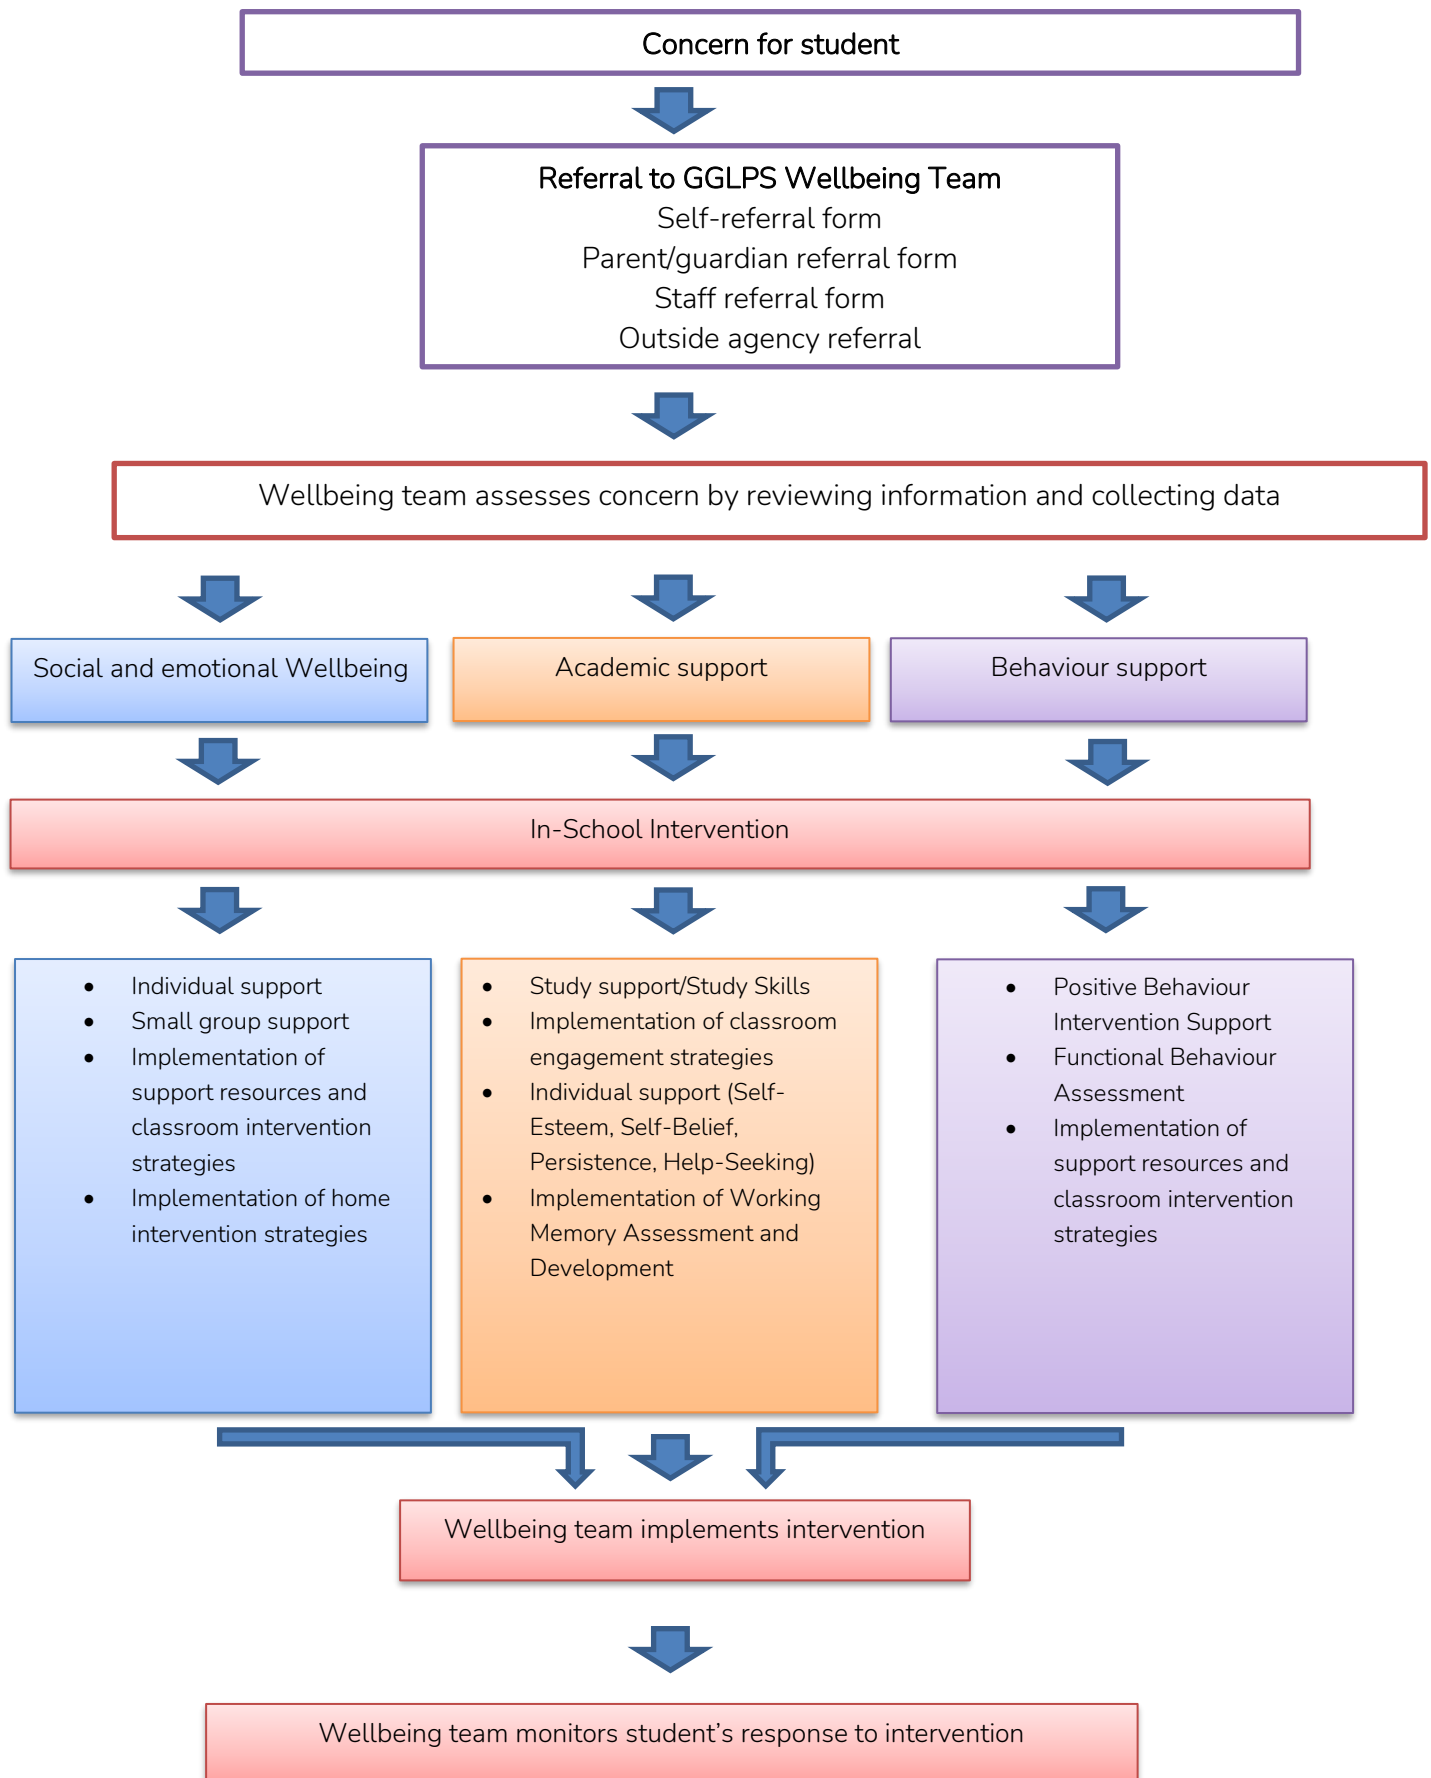 Concern for student
Referral to GGLPS Wellbeing Team
Self-referral form
Parent/guardian referral form
Staff referral form
Outside agency referral
Wellbeing team assesses concern by reviewing information and collecting data
Social and emotional Wellbeing
Academic support
Behaviour support
In-School Intervention
• Individual support
• Small group support
• Implementation of
support resources and
classroom intervention
strategies
• Implementation of home
intervention strategies
• Study support/Study Skills
• Implementation of classroom
engagement strategies
• Individual support (Self-
Esteem, Self-Belief,
Persistence, Help-Seeking)
• Implementation of Working
Memory Assessment and
Development
• Positive Behaviour
Intervention Support
• Functional Behaviour
Assessment
• Implementation of
support resources and
classroom intervention
strategies
Wellbeing team implements intervention
Wellbeing team monitors student’s response to intervention